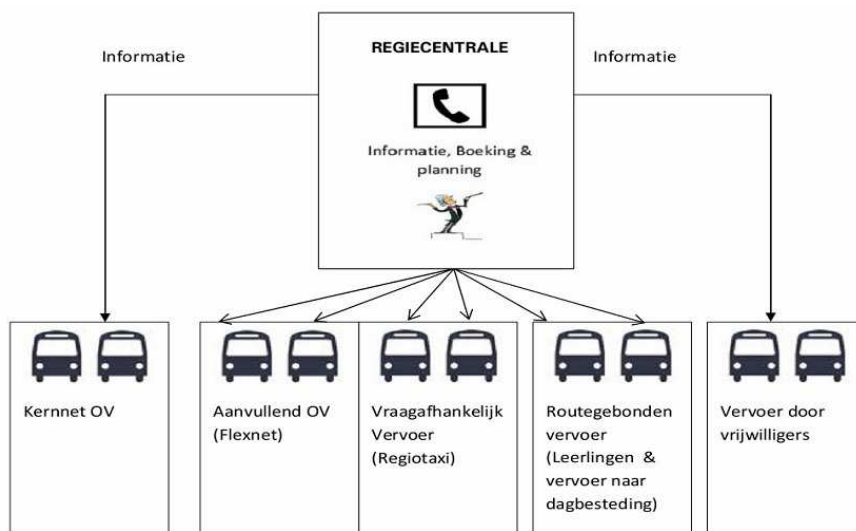 Informatie
REGIECENTRALE
Informatie
Informatie, Boeking &
planning
Kernnet OV
Aanvullend OV
(Flexnet)
Vraagafhankelijk
Vervoer
(Regiotaxi)
Routegebonden
vervoer
(Leerlingen &
vervoer naar
dagbesteding)
Vervoer door
vrijwilligers